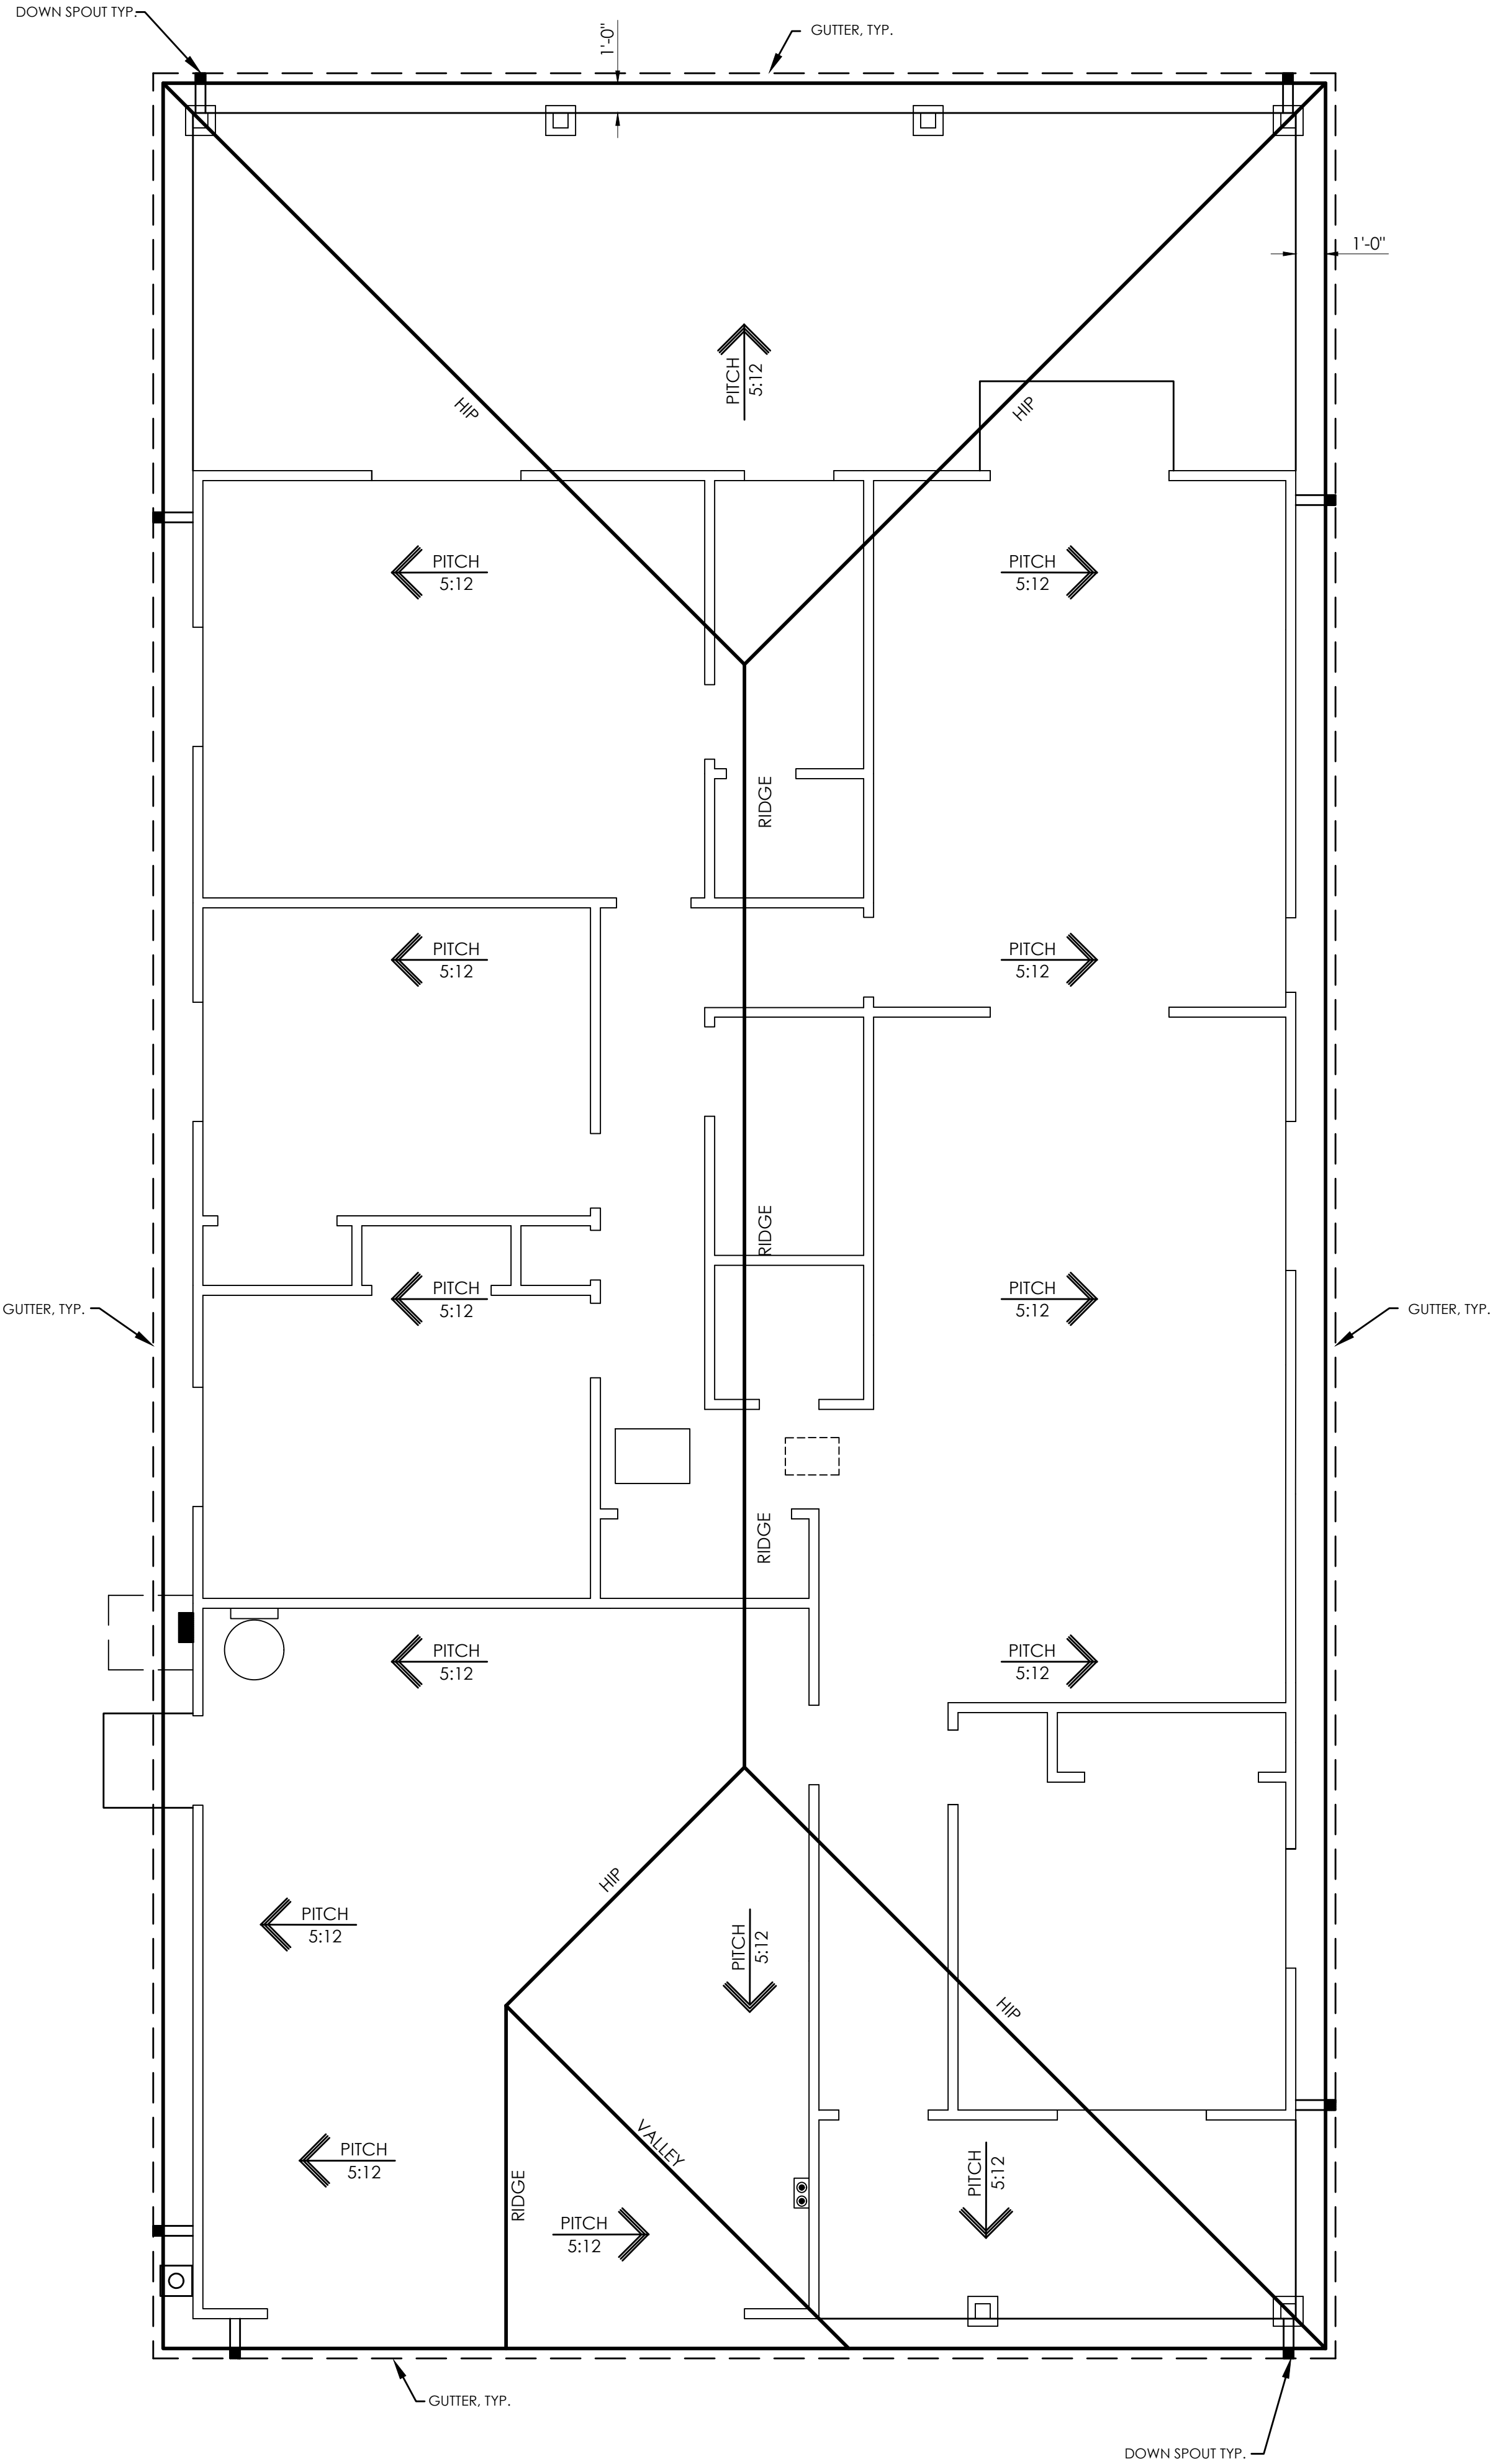 DOWN SPOUT TYP.
1'-0"
GUTTER, TYP.
1'-0"
PITCH
5:12
HIP
HIP
PITCH
5:12
PITCH
5:12
RIDGE
PITCH
5:12
PITCH
5:12
RIDGE
PITCH
5:12
PITCH
5:12
GUTTER, TYP.
GUTTER, TYP.
RIDGE
PITCH
5:12
PITCH
5:12
HIP
PITCH
5:12
PITCH
5:12
HIP
VALLEY
PITCH
5:12
PITCH
5:12
RIDGE
PITCH
5:12
GUTTER, TYP.
DOWN SPOUT TYP.